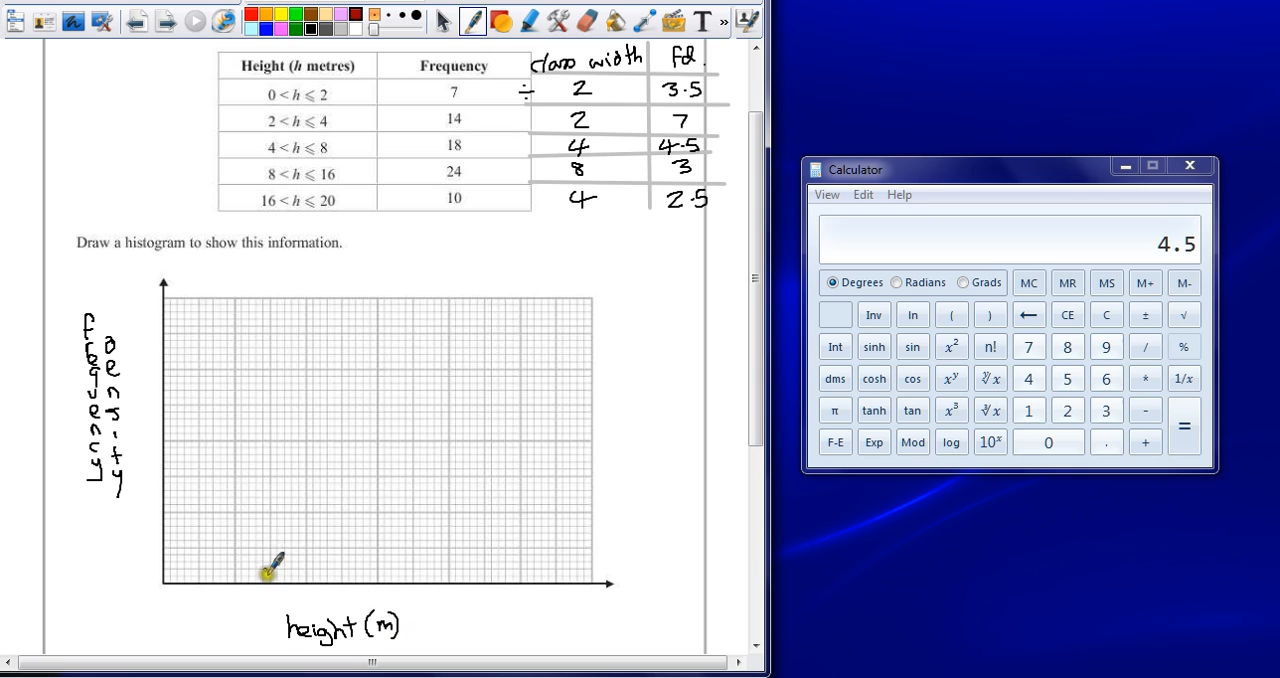 T »
Height (h metres) Frequency class width fd.
0 < h ⩽ 2 7 ÷ 2 3.5
2 < h ⩽ 4 14 2 7
4 < h ⩽ 8 18 4 4.5
8 < h ⩽ 16 24 8 3
16 < h ⩽ 20 10 4 2.5
Draw a histogram to show this information.
frequency
density
height (m)
Calculator
View Edit Help
4.5
Degrees Radians Grads MC MR MS M+ M-
Inv ln ( ) ← CE C ± √
Int sinh sin x² n! 7 8 9 / %
dms cosh cos xʸ ʸ√x 4 5 6 * 1/x
π tanh tan x³ ³√x 1 2 3 - =
F-E Exp Mod log 10ˣ 0 . +